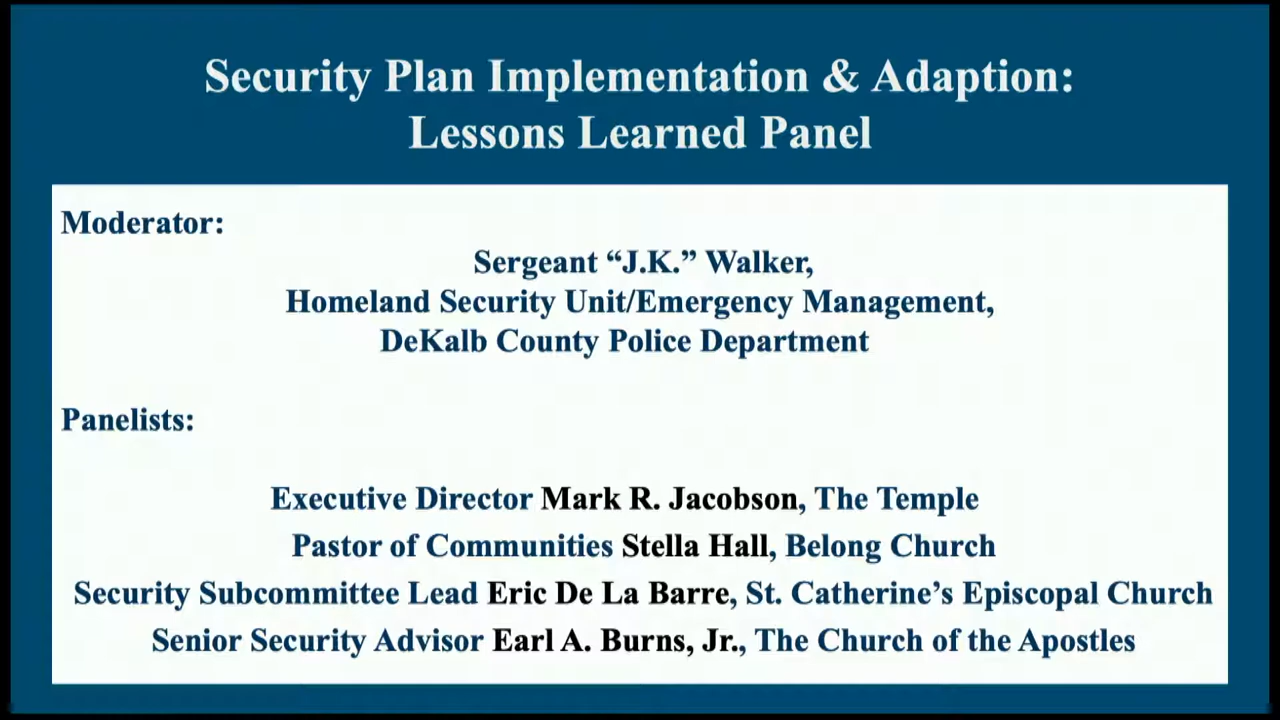 Security Plan Implementation & Adaption:
Lessons Learned Panel
Moderator:
Sergeant “J.K.” Walker,
Homeland Security Unit/Emergency Management,
DeKalb County Police Department
Panelists:
Executive Director Mark R. Jacobson, The Temple
Pastor of Communities Stella Hall, Belong Church
Security Subcommittee Lead Eric De La Barre, St. Catherine’s Episcopal Church
Senior Security Advisor Earl A. Burns, Jr., The Church of the Apostles